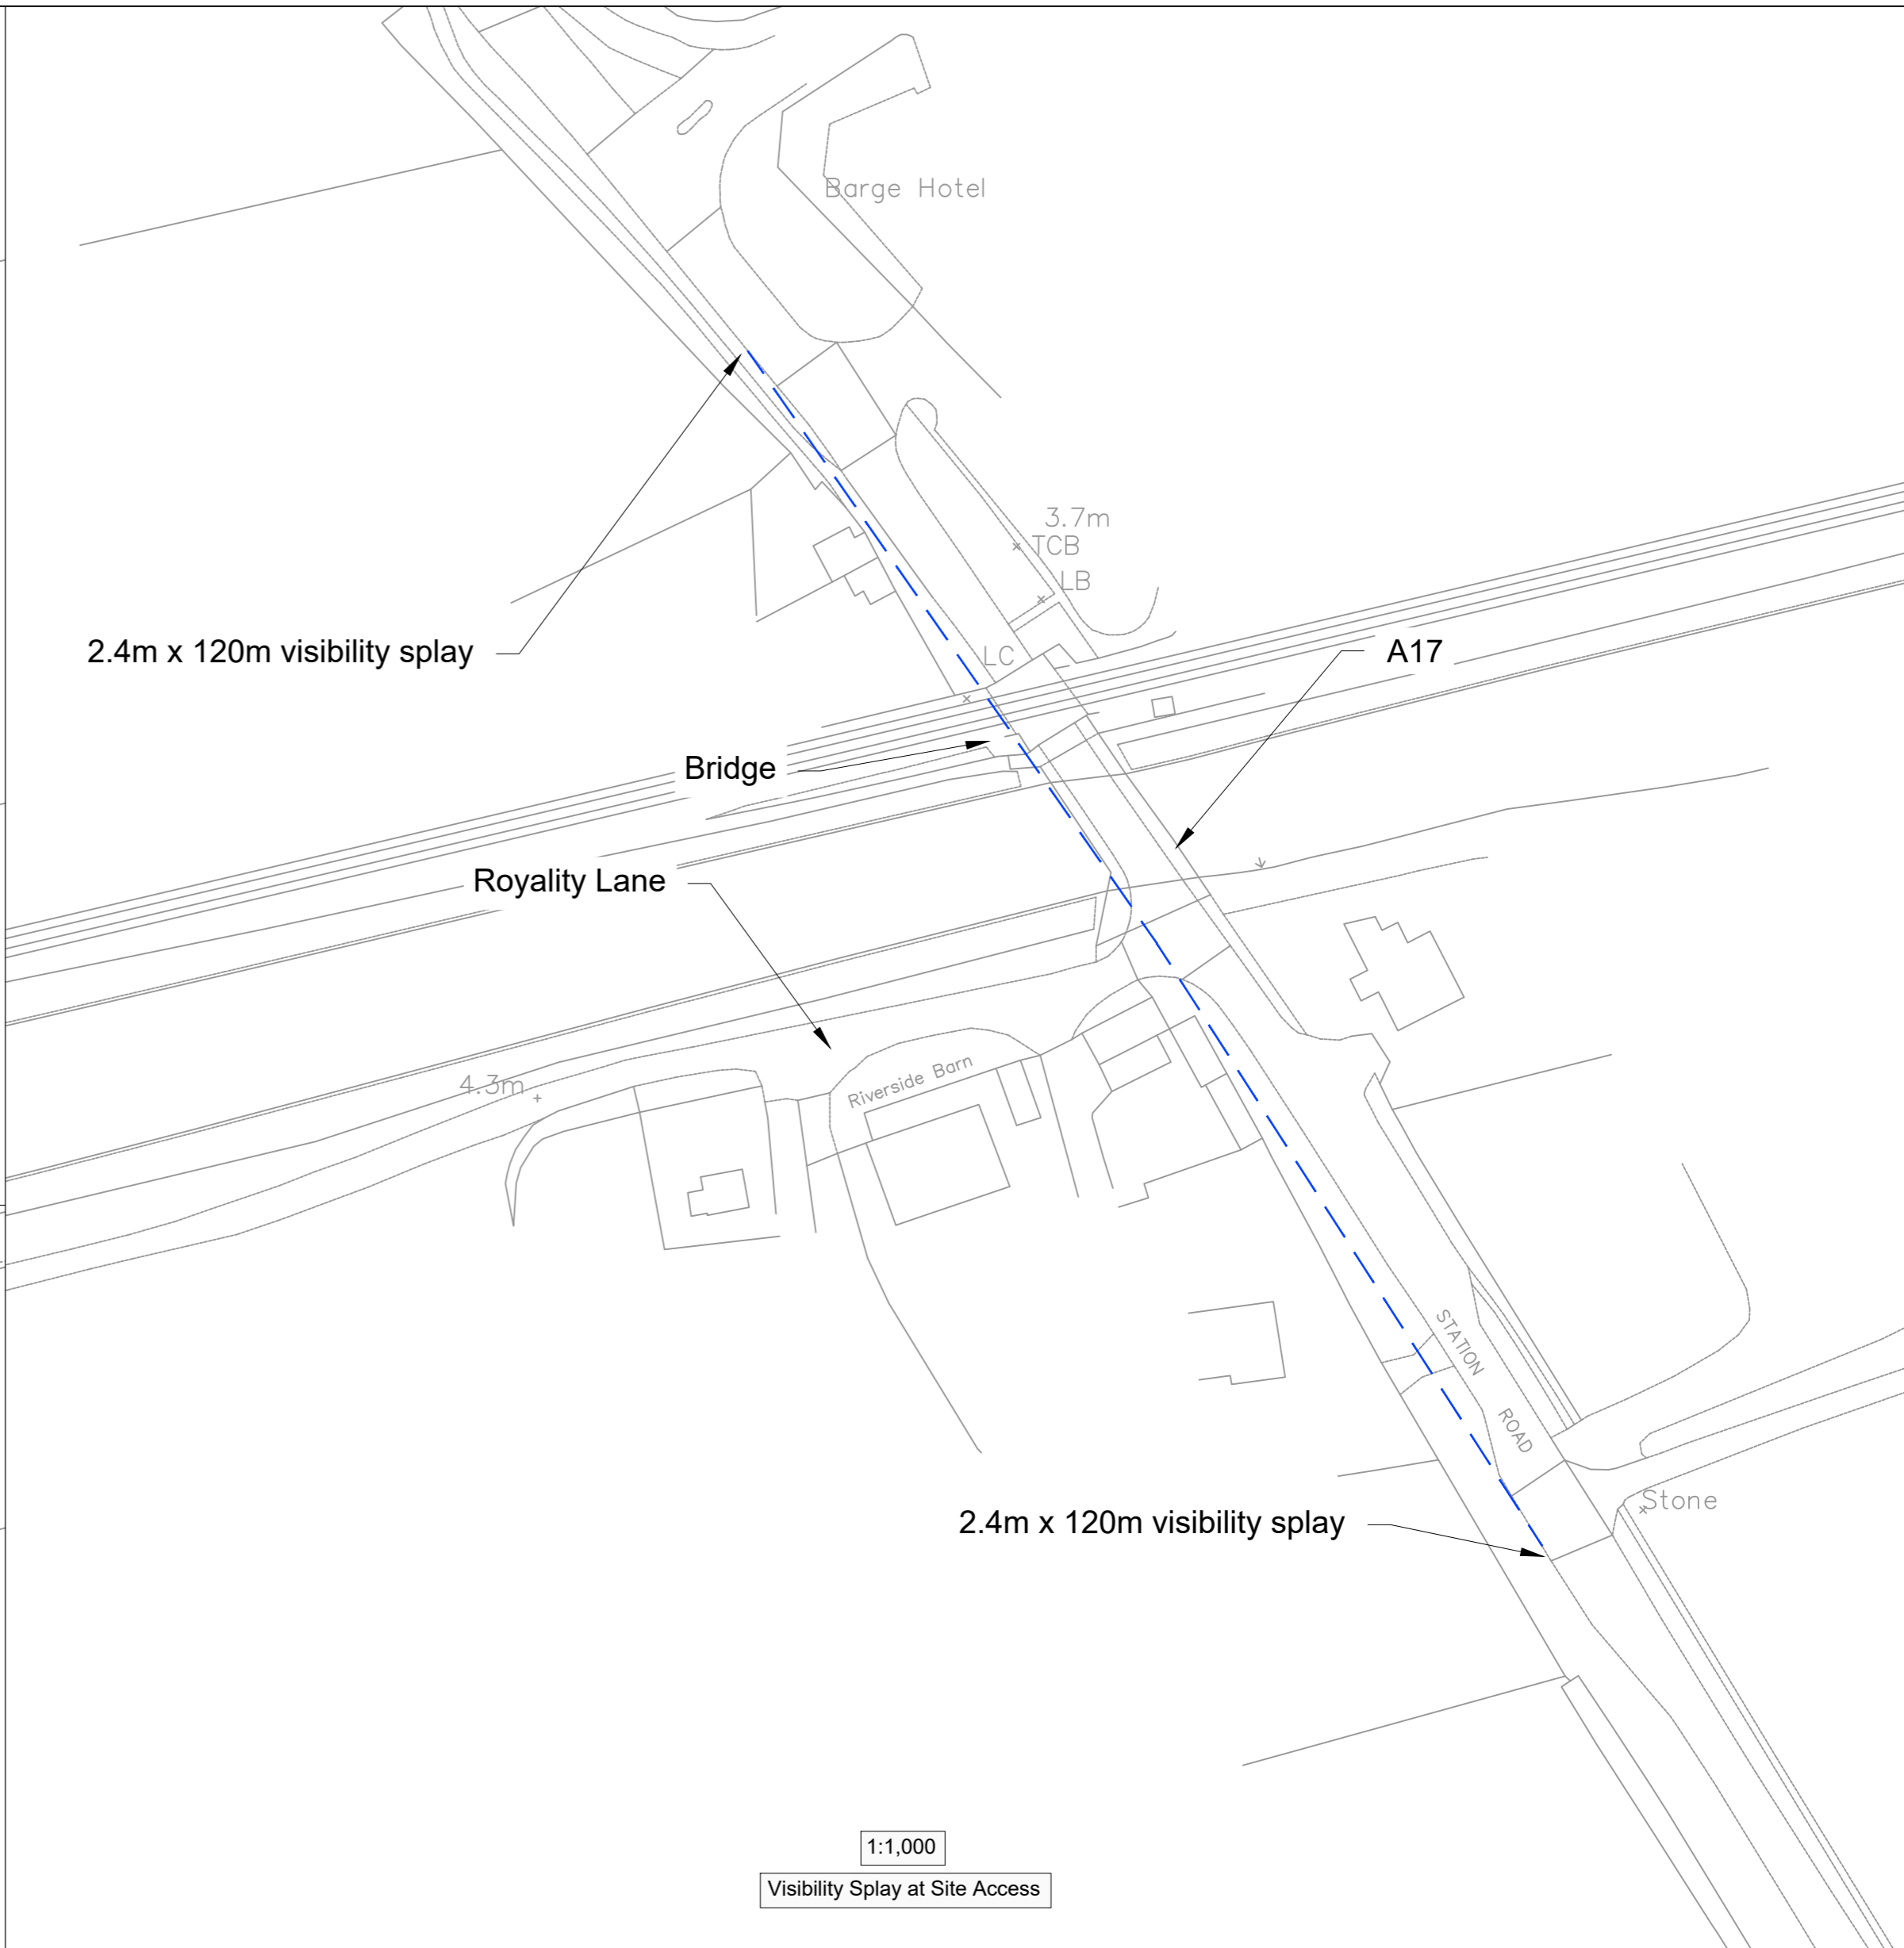 Barge Hotel
3.7m
TCB
LB
2.4m x 120m visibility splay
LC
A17
Bridge
Royality Lane
Riverside Barn
4.3m
STATION
ROAD
Stone
2.4m x 120m visibility splay
1:1,000
Visibility Splay at Site Access